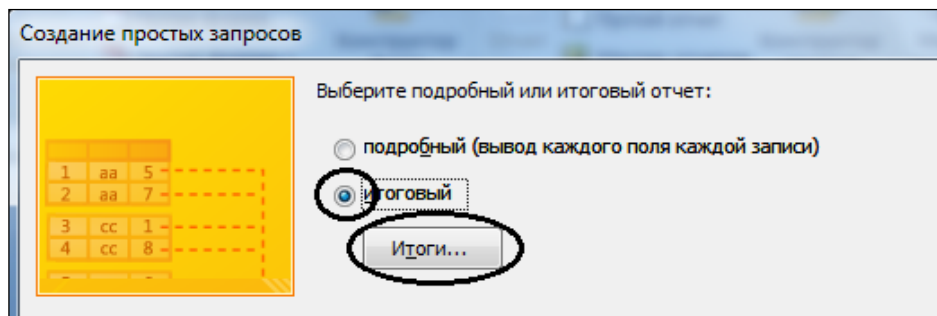 Создание простых запросов
Выберите подробный или итоговый отчет:
подробный (вывод каждого поля каждой записи)
итоговый
Итоги...
1 aa 5
2 aa 7
3 cc 1
4 cc 8